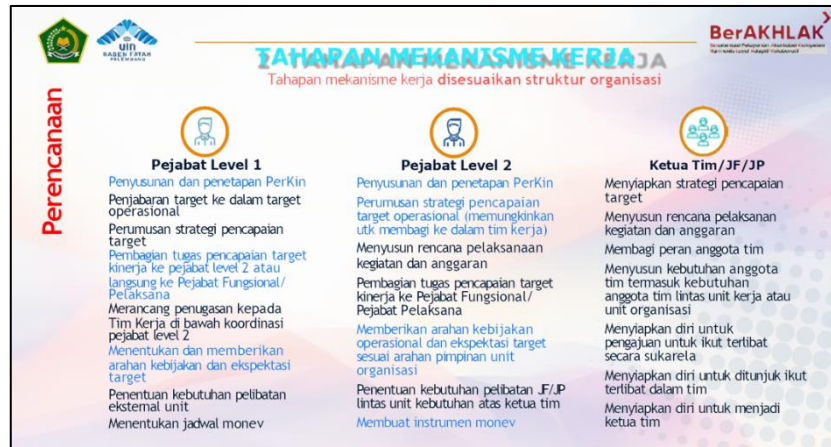 uin
RADEN FATAH
PALEMBANG
BerAKHLAK
TAHAPAN MEKANISME KERJA
Tahapan mekanisme kerja disesuaikan struktur organisasi
Perencanaan
Pejabat Level 1
Penyusunan dan penetapan PerKin
Penjabaran target ke dalam target
operasional
Perumusan strategi pencapaian
target
Pembagian tugas pencapaian target
kinerja ke pejabat level 2 atau
langsung ke Pejabat Fungsional/
Pelaksana
Merancang penugasan kepada
Tim Kerja di bawah koordinasi
pejabat level 2
Menentukan dan memberikan
arahan kebijakan dan ekspektasi
target
Penentuan kebutuhan pelibatan
eksternal unit
Menentukan jadwal monev
Pejabat Level 2
Penyusunan dan penetapan PerKin
Perumusan strategi pencapaian
target operasional (memungkinkan
utk membagi ke dalam tim kerja)
Menyusun rencana pelaksanaan
kegiatan dan anggaran
Pembagian tugas pencapaian target
kinerja ke Pejabat Fungsional/
Pejabat Pelaksana
Memberikan arahan kebijakan
operasional dan ekspektasi target
sesuai arahan pimpinan unit
organisasi
Penentuan kebutuhan pelibatan JF/JP
lintas unit kebutuhan atas ketua tim
Membuat instrumen monev
Ketua Tim/JF/JP
Menyiapkan strategi pencapaian
target
Menyusun rencana pelaksanan
kegiatan dan anggaran
Membagi peran anggota tim
Menyusun kebutuhan anggota
tim termasuk kebutuhan
anggota tim lintas unit kerja atau
unit organisasi
Menyiapkan diri untuk
pengajuan untuk ikut terlibat
secara sukarela
Menyiapkan diri untuk ditunjuk ikut
terlibat dalam tim
Menyiapkan diri untuk menjadi
ketua tim